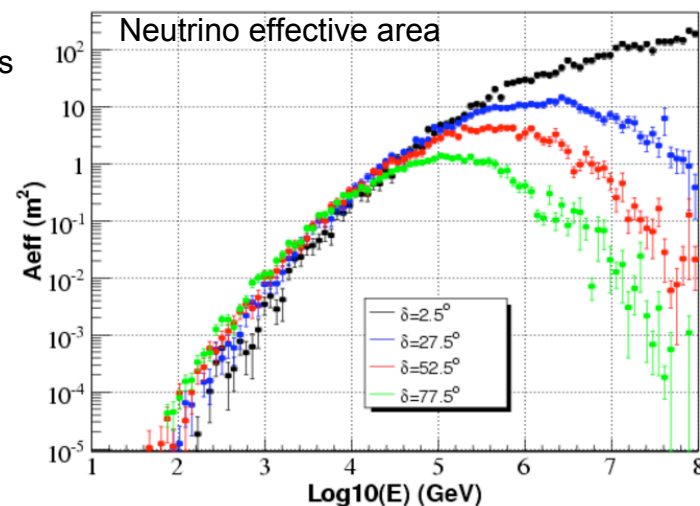 Neutrino effective area
s
10²
10
1
10⁻¹
10⁻²
10⁻³
10⁻⁴
10⁻⁵
Aeff (m²)
δ=2.5°
δ=27.5°
δ=52.5°
δ=77.5°
1 2 3 4 5 6 7 8
Log10(E) (GeV)